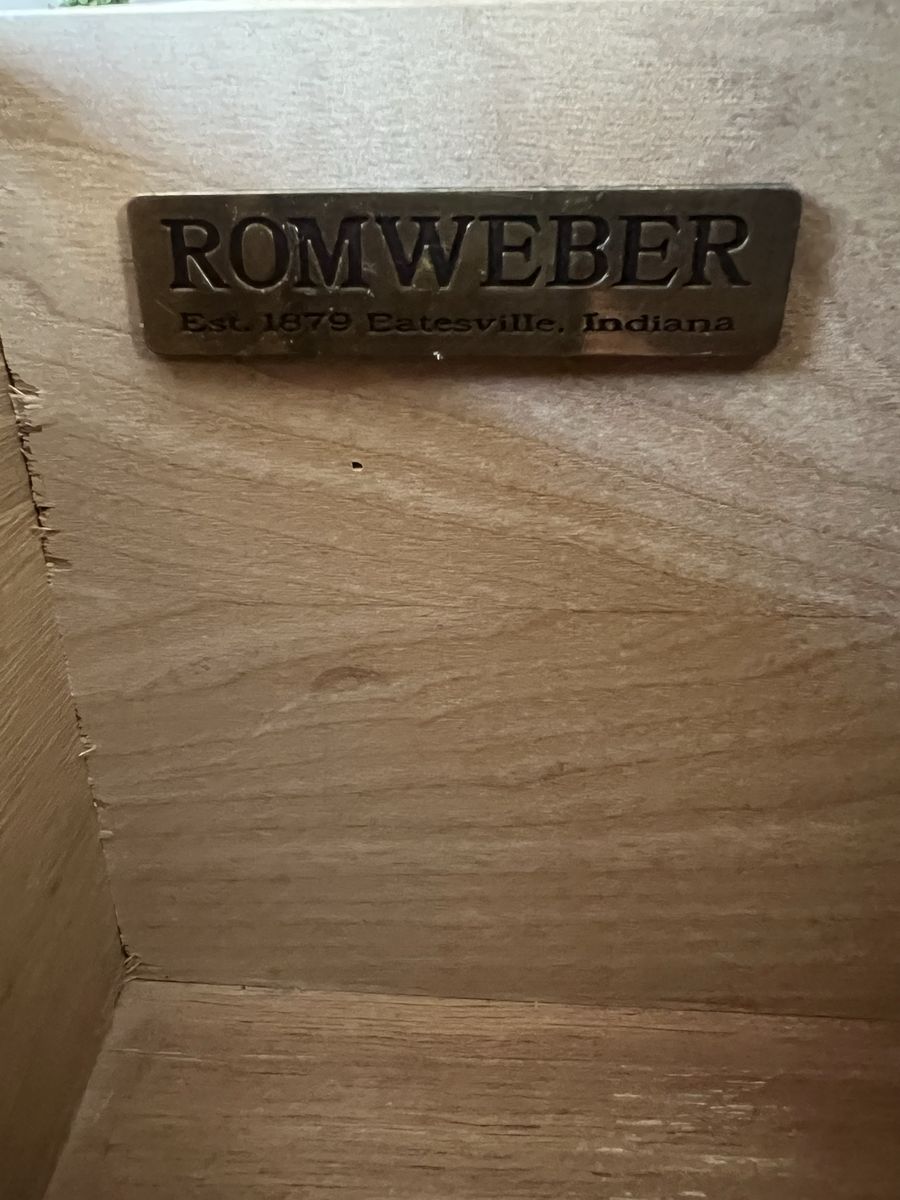 ROMWEBER
Est. 1879 Batesville, Indiana